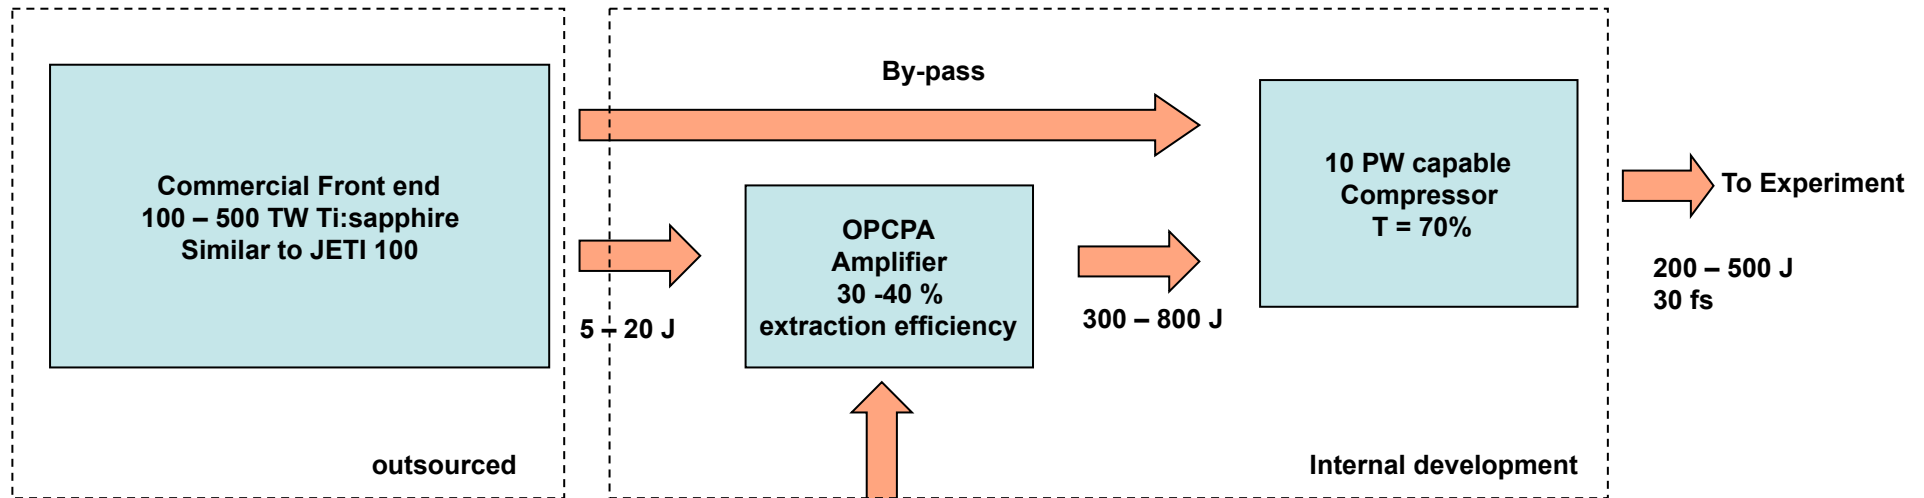 By-pass
Commercial Front end
100 – 500 TW Ti:sapphire
Similar to JETI 100
5 – 20 J
OPCPA
Amplifier
30 -40 %
extraction efficiency
300 – 800 J
10 PW capable
Compressor
T = 70%
To Experiment
200 – 500 J
30 fs
outsourced
Internal development